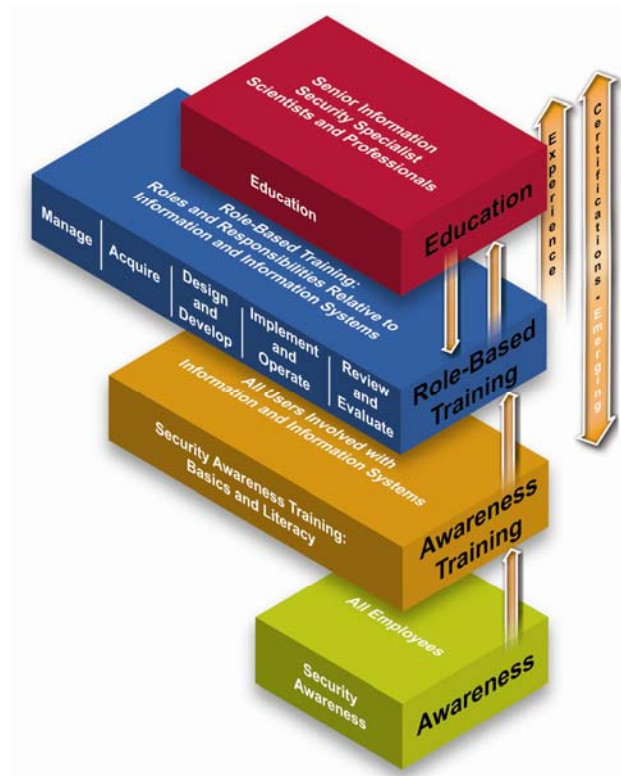 Senior Information
Security Specialist
Scientists and Professionals
Education
Education
Role-Based Training:
Roles and Responsibilities Relative to
Information and Information Systems
Manage
Acquire
Design
and
Develop
Implement
and
Operate
Review
and
Evaluate
Role-Based
Training
All Users Involved with
Information and Information Systems
Security Awareness Training:
Basics and Literacy
Awareness
Training
All Employees
Security
Awareness
Awareness
Experience
Certifications - Emerging